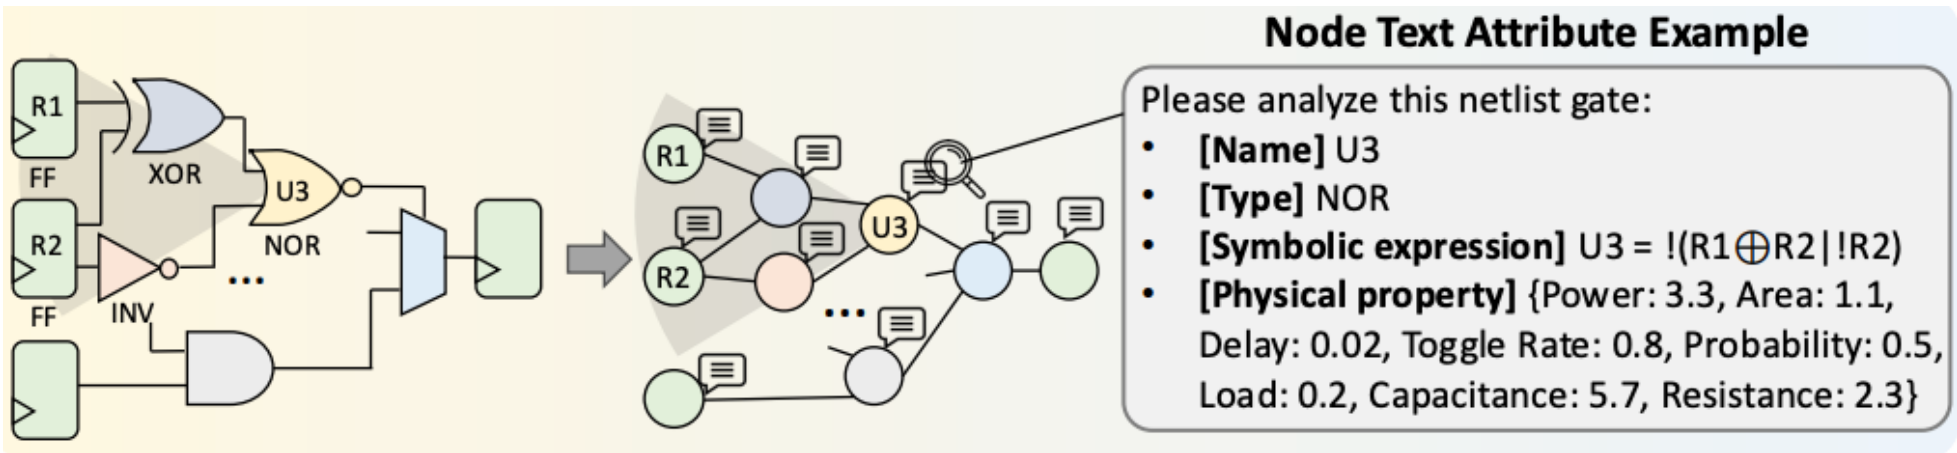 Node Text Attribute Example
R1
FF
XOR
R2
FF
INV
U3
NOR
...
R1
R2
U3
...
Please analyze this netlist gate:
• [Name] U3
• [Type] NOR
• [Symbolic expression] U3 = !(R1⊕R2|!R2)
• [Physical property] {Power: 3.3, Area: 1.1,
Delay: 0.02, Toggle Rate: 0.8, Probability: 0.5,
Load: 0.2, Capacitance: 5.7, Resistance: 2.3}